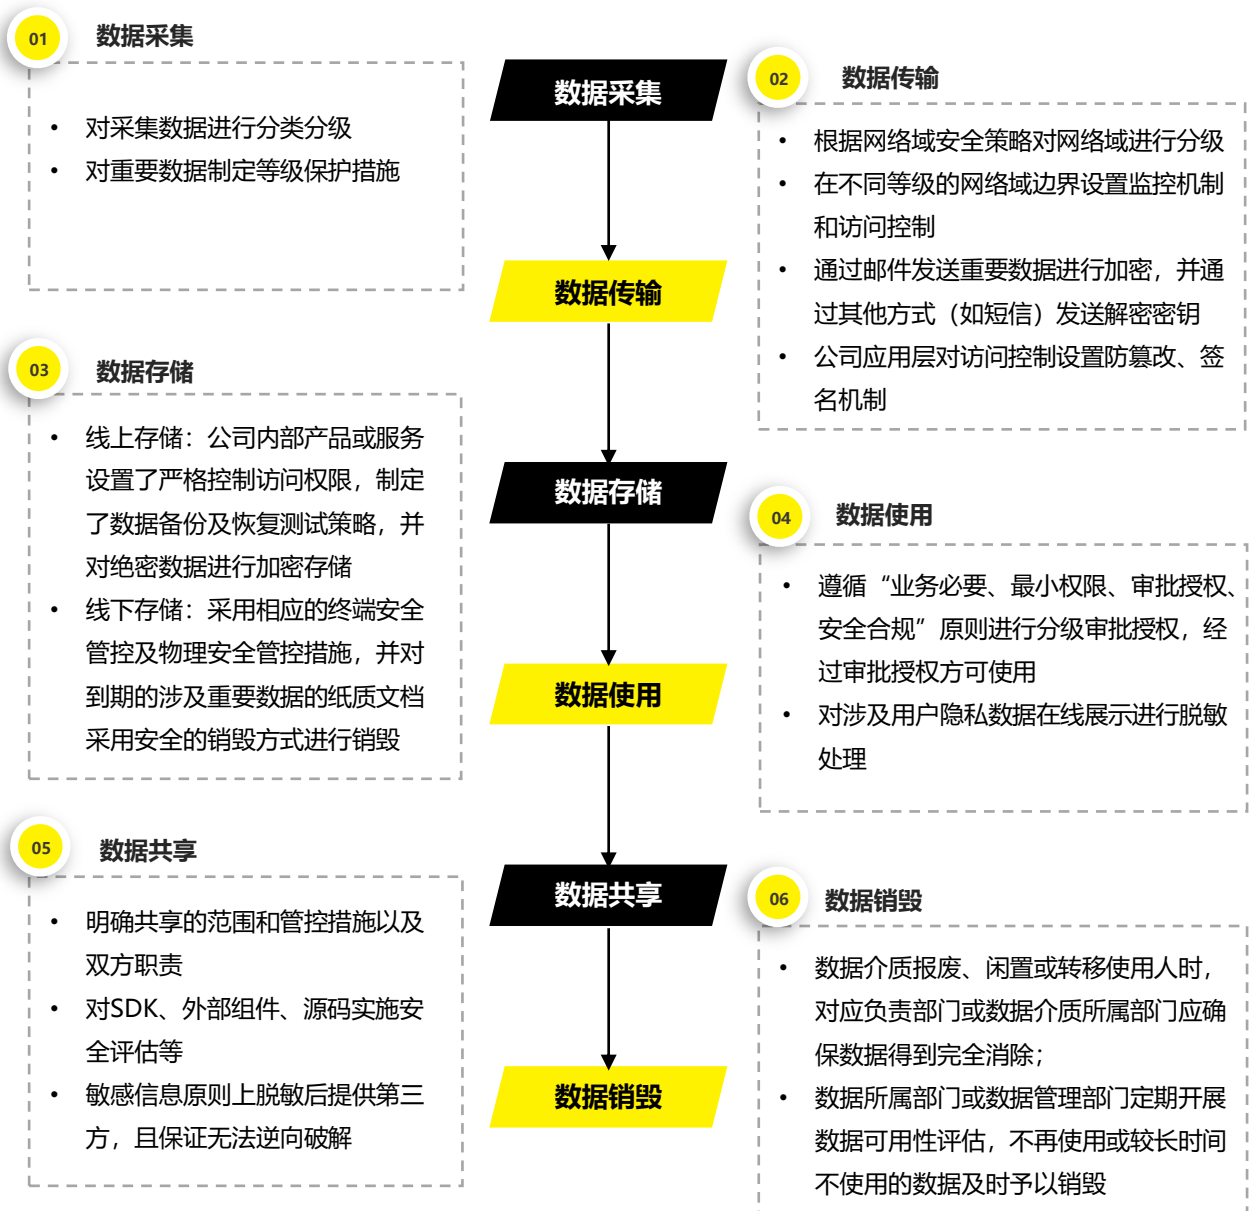 01
数据采集
• 对采集数据进行分类分级
• 对重要数据制定等级保护措施
数据采集
02
数据传输
• 根据网络域安全策略对网络域进行分级
• 在不同等级的网络域边界设置监控机制
和访问控制
• 通过邮件发送重要数据进行加密，并通
过其他方式（如短信）发送解密密钥
• 公司应用层对访问控制设置防篡改、签
名机制
数据传输
03
数据存储
• 线上存储：公司内部产品或服务
设置了严格控制访问权限，制定
了数据备份及恢复测试策略，并
对绝密数据进行加密存储
• 线下存储：采用相应的终端安全
管控及物理安全管控措施，并对
到期的涉及重要数据的纸质文档
采用安全的销毁方式进行销毁
数据存储
04
数据使用
• 遵循“业务必要、最小权限、审批授权、
安全合规”原则进行分级审批授权，经
过审批授权方可使用
• 对涉及用户隐私数据在线展示进行脱敏
处理
数据使用
05
数据共享
• 明确共享的范围和管控措施以及
双方职责
• 对SDK、外部组件、源码实施安
全评估等
• 敏感信息原则上脱敏后提供第三
方，且保证无法逆向破解
数据共享
06
数据销毁
• 数据介质报废、闲置或转移使用人时，
对应负责部门或数据介质所属部门应确
保数据得到完全消除；
• 数据所属部门或数据管理部门定期开展
数据可用性评估，不再使用或较长时间
不使用的数据及时予以销毁
数据销毁